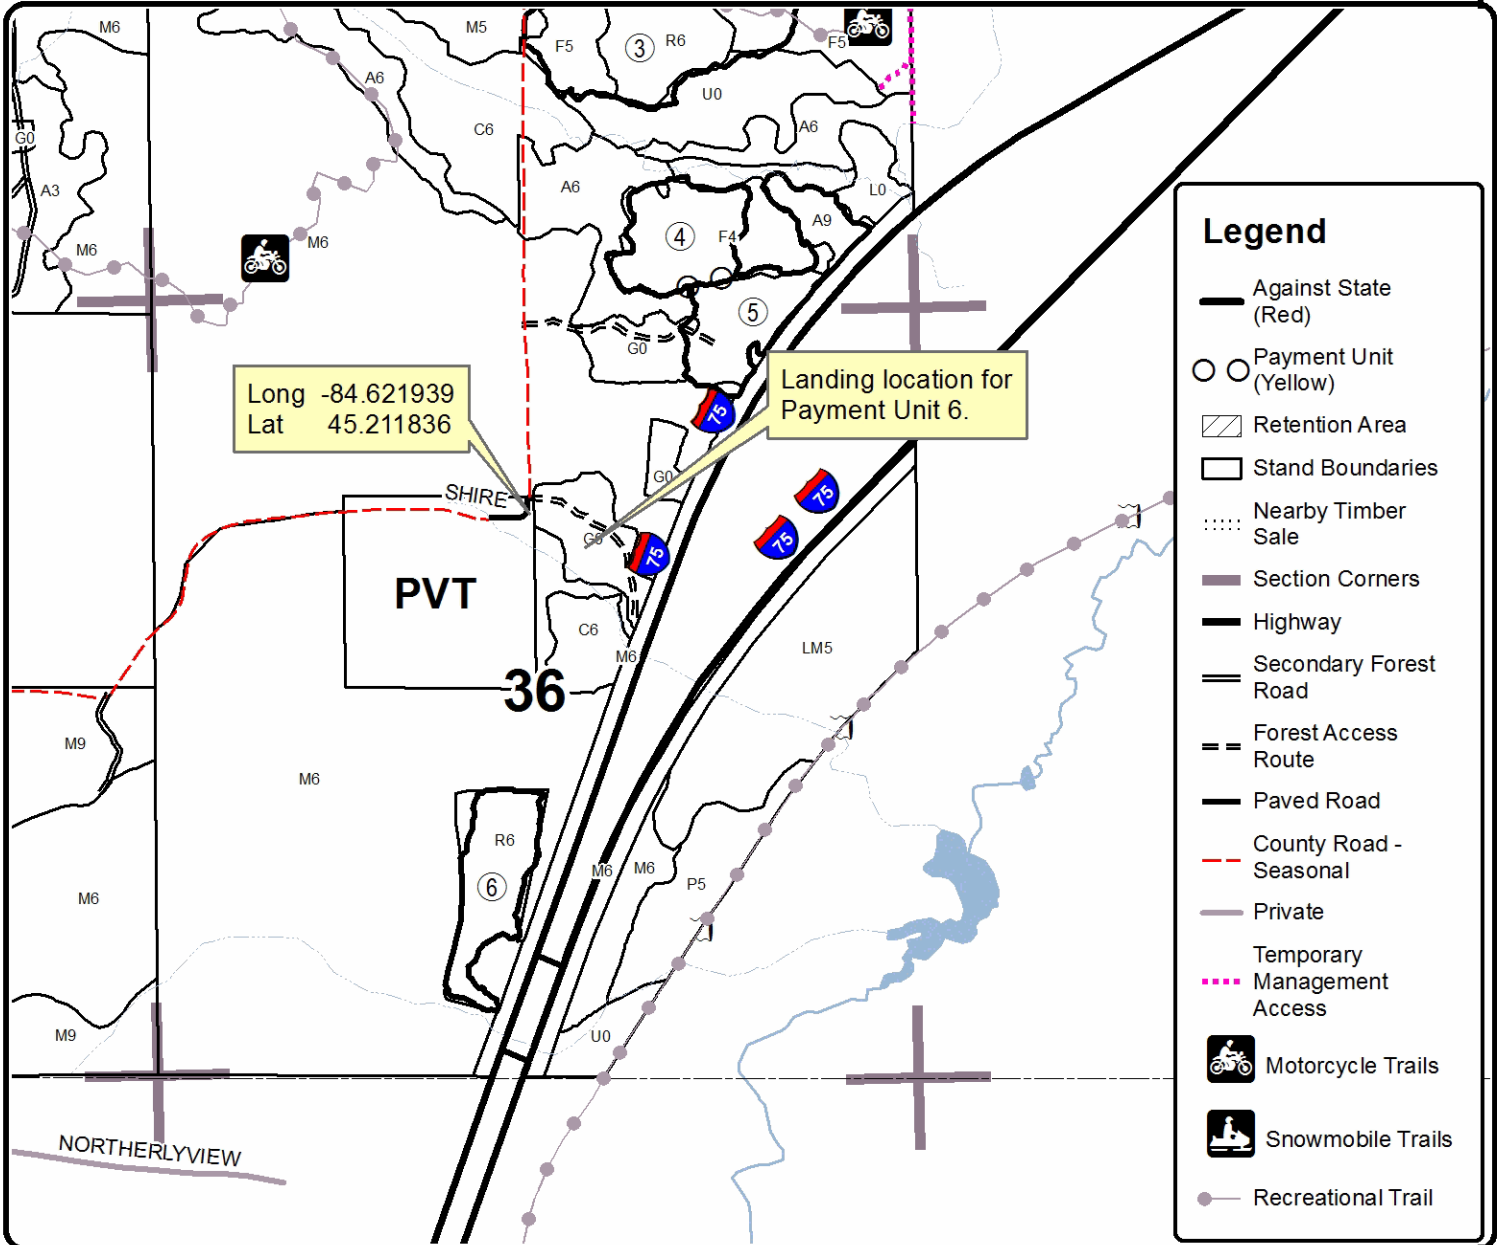 M6
M5
F5
3
R6
F5
A6
U0
G0
C6
A6
A3
A6
L0
M6
M6
4
F4
A9
5
G0
Long -84.621939
Lat 45.211836
Landing location for
Payment Unit 6.
75
G0
75
SHIRE
G0
75
75
PVT
C6
M6
LM5
36
M9
M6
R6
6
M6
M6
P5
M6
M9
U0
NORTHERLYVIEW
Legend
Against State
(Red)
Payment Unit
(Yellow)
Retention Area
Stand Boundaries
Nearby Timber
Sale
Section Corners
Highway
Secondary Forest
Road
Forest Access
Route
Paved Road
County Road -
Seasonal
Private
Temporary
Management
Access
Motorcycle Trails
Snowmobile Trails
Recreational Trail